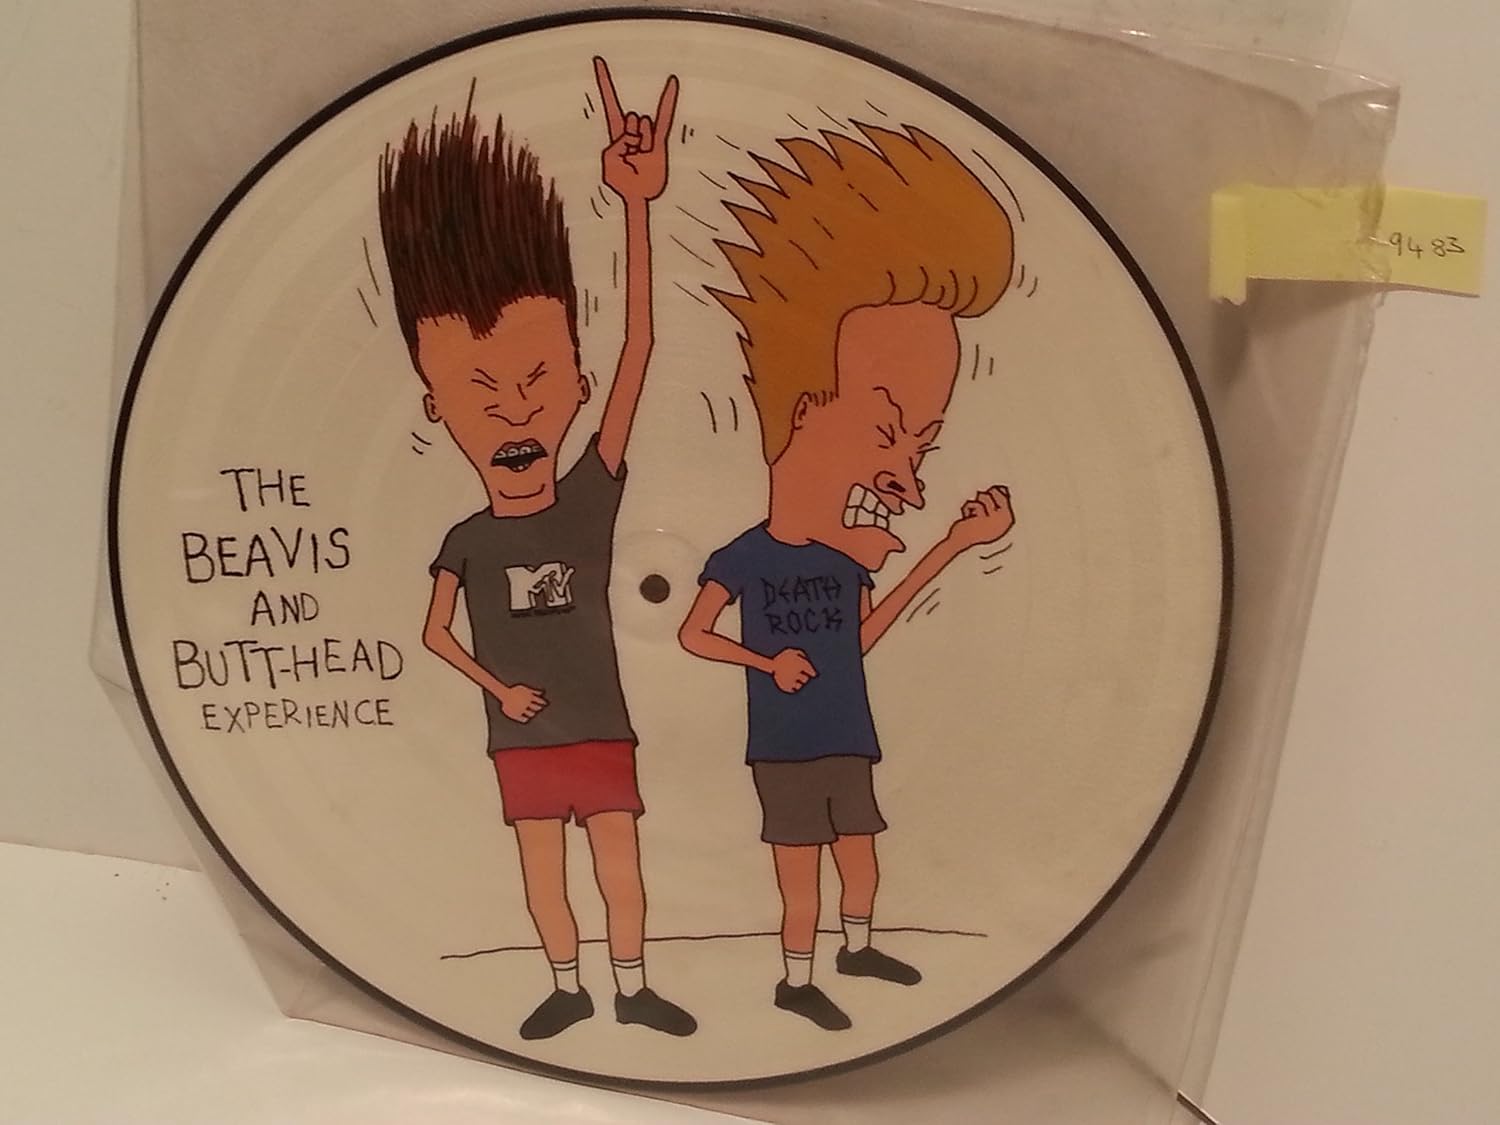 THE
BEAVIS
AND
BUTT-HEAD
EXPERIENCE
MTV
DEATH
ROCK
9483